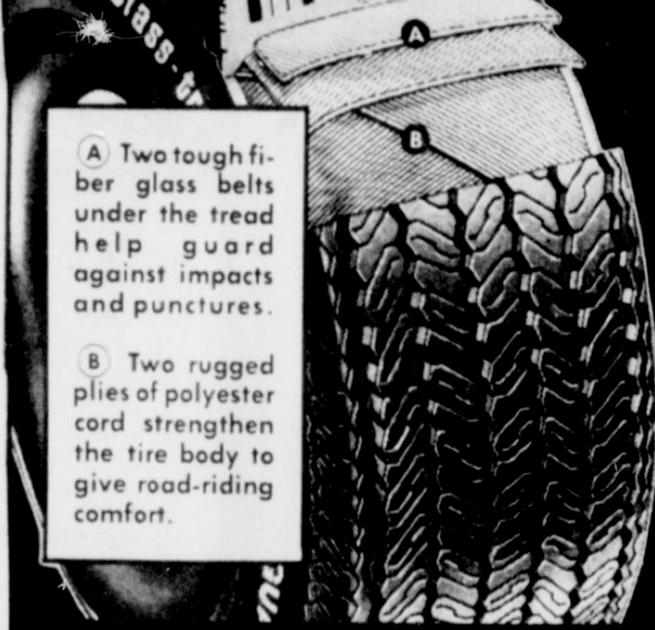 A
B
(A) Two tough fi-
ber glass belts
under the tread
help guard
against impacts
and punctures.
(B) Two rugged
plies of polyester
cord strengthen
the tire body to
give road-riding
comfort.